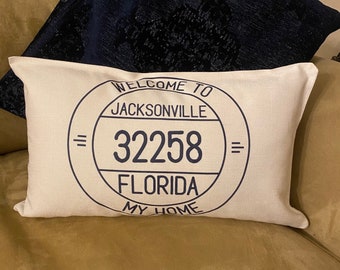 WELCOME TO
JACKSONVILLE
32258
FLORIDA
MY HOME